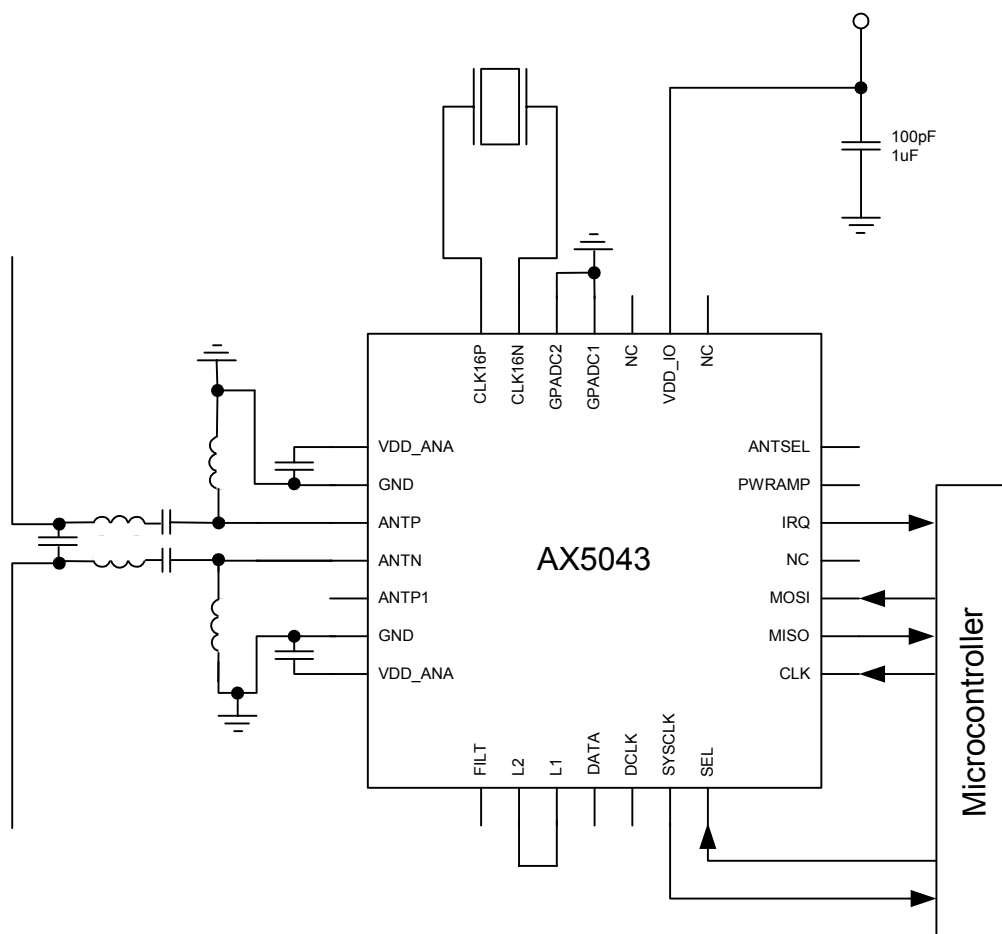 100pF
1uF
CLK16P
CLK16N
GPADC2
GPADC1
NC
VDD_IO
NC
VDD_ANA
GND
ANTP
ANTN
ANTP1
GND
VDD_ANA
AX5043
ANTSEL
PWRAMP
IRQ
NC
MOSI
MISO
CLK
FILT
L2
L1
DATA
DCLK
SYSCLK
SEL
Microcontroller